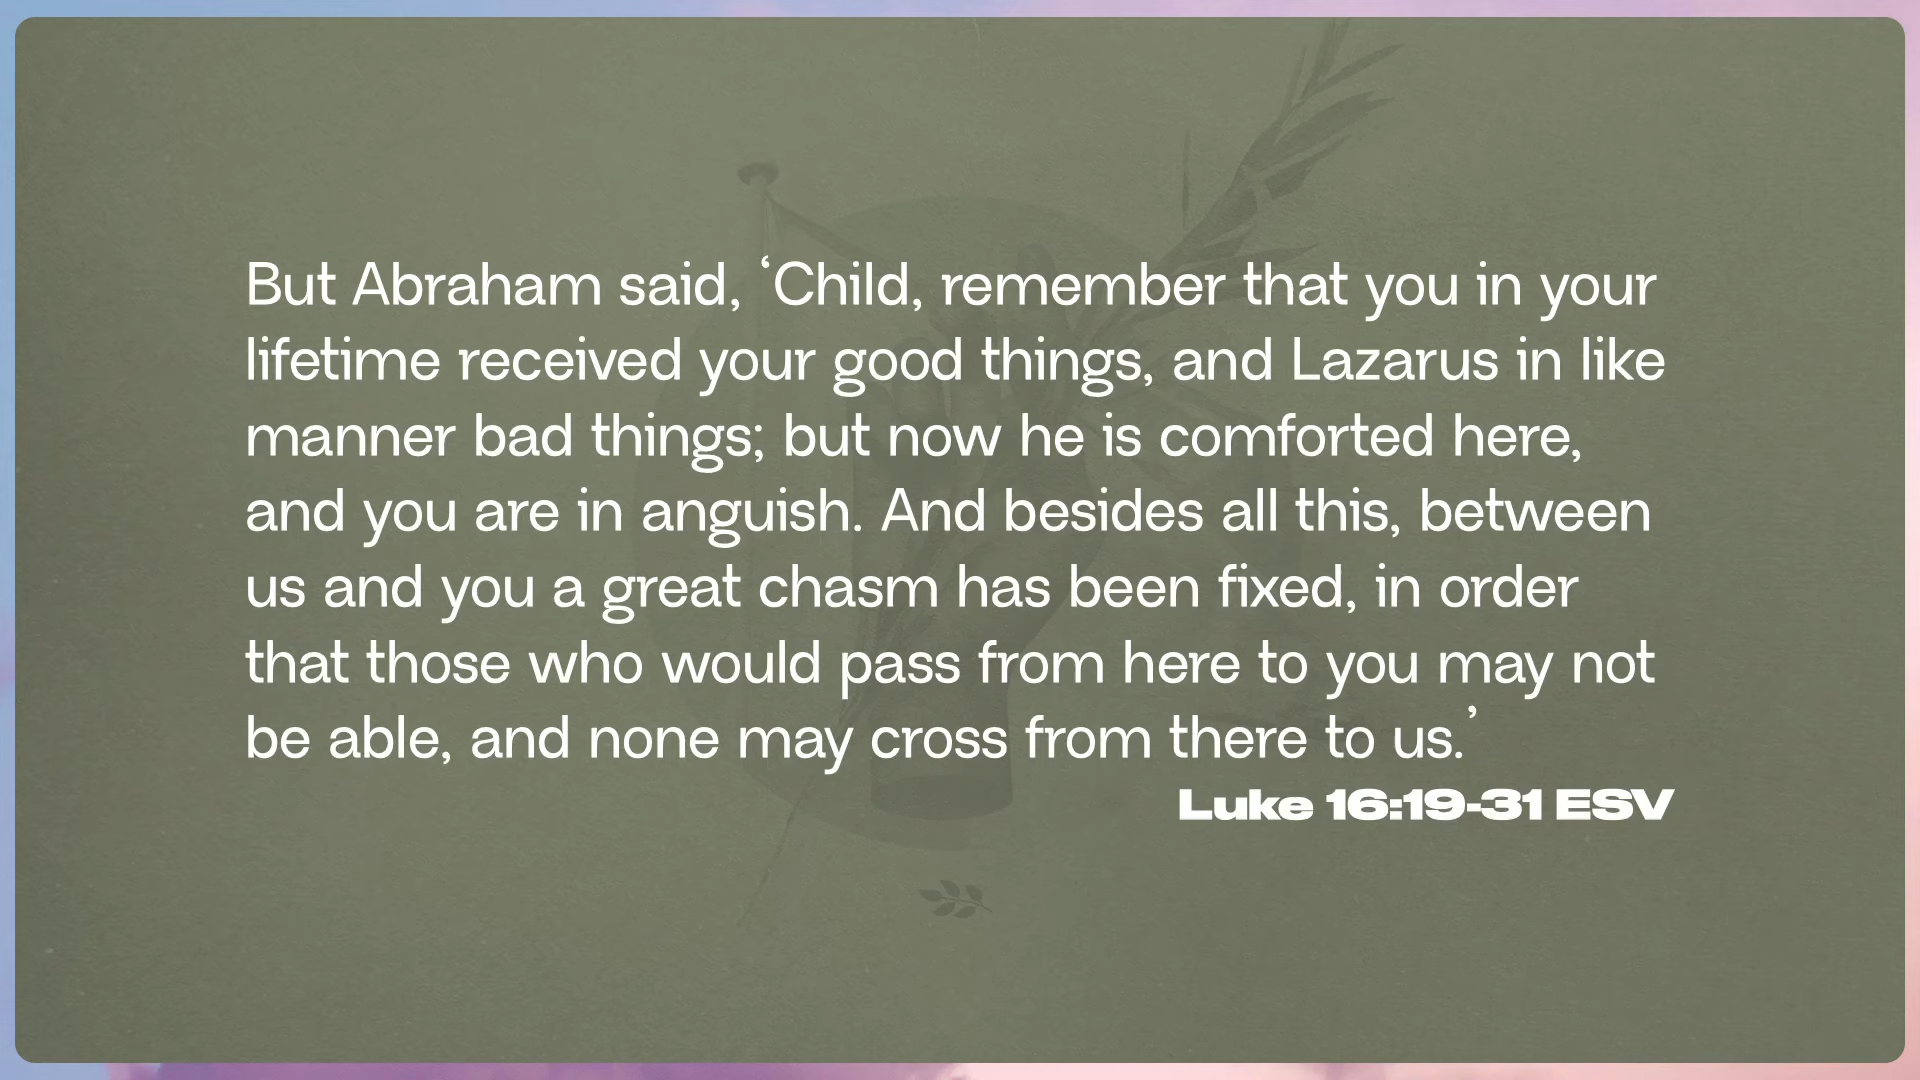 But Abraham said, ‘Child, remember that you in your
lifetime received your good things, and Lazarus in like
manner bad things; but now he is comforted here,
and you are in anguish. And besides all this, between
us and you a great chasm has been fixed, in order
that those who would pass from here to you may not
be able, and none may cross from there to us.’
Luke 16:19-31 ESV